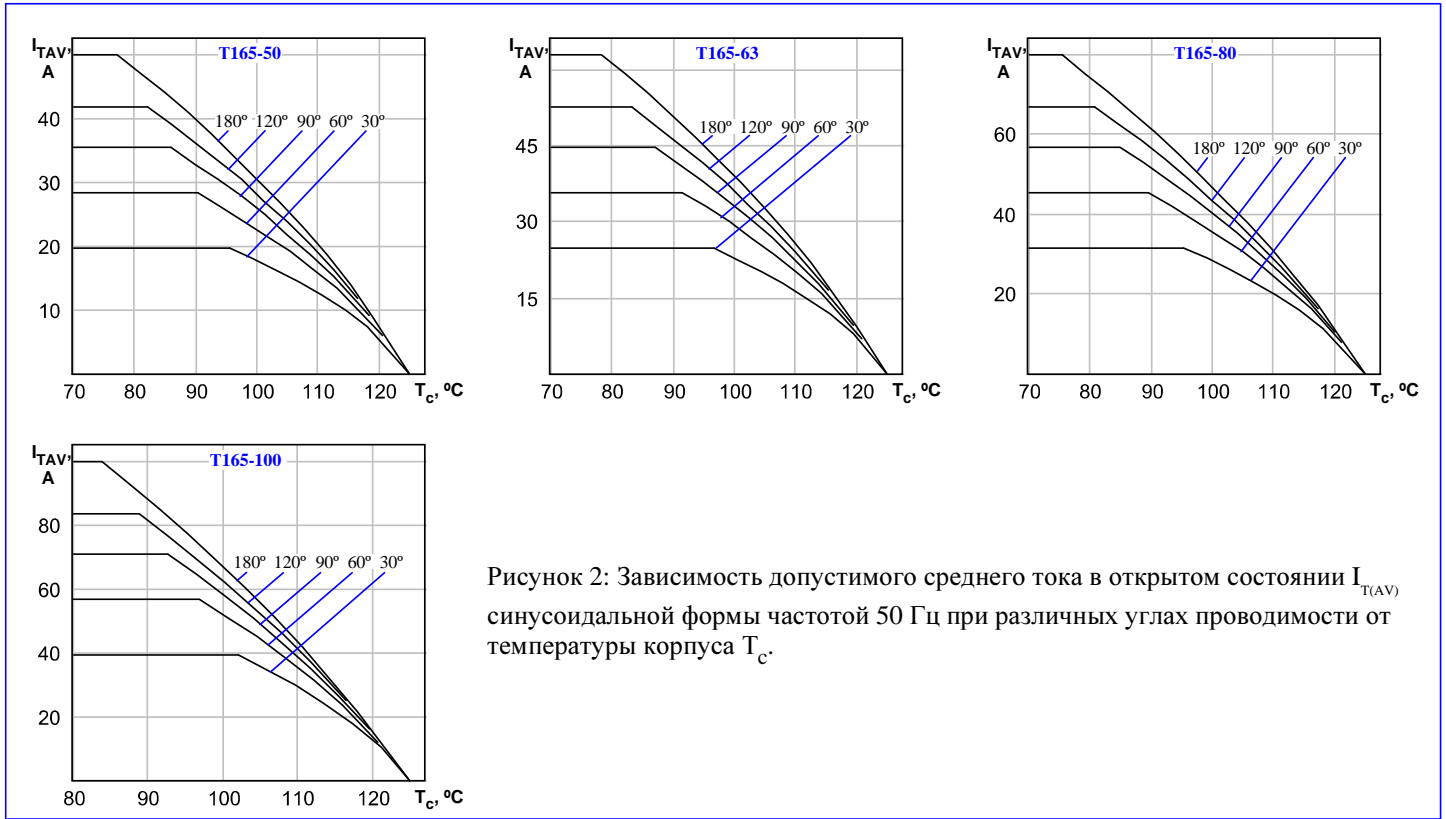 I_TAV, A
T165-50
180º 120º 90º 60º 30º
40
30
20
10
70 80 90 100 110 120 T_c, ºC
I_TAV, A
T165-63
180º 120º 90º 60º 30º
45
30
15
70 80 90 100 110 120 T_c, ºC
I_TAV, A
T165-80
180º 120º 90º 60º 30º
60
40
20
70 80 90 100 110 120 T_c, ºC
I_TAV, A
T165-100
180º 120º 90º 60º 30º
80
60
40
20
80 90 100 110 120 T_c, ºC
Рисунок 2: Зависимость допустимого среднего тока в открытом состоянии I_T(AV)
синусоидальной формы частотой 50 Гц при различных углах проводимости от
температуры корпуса T_c.